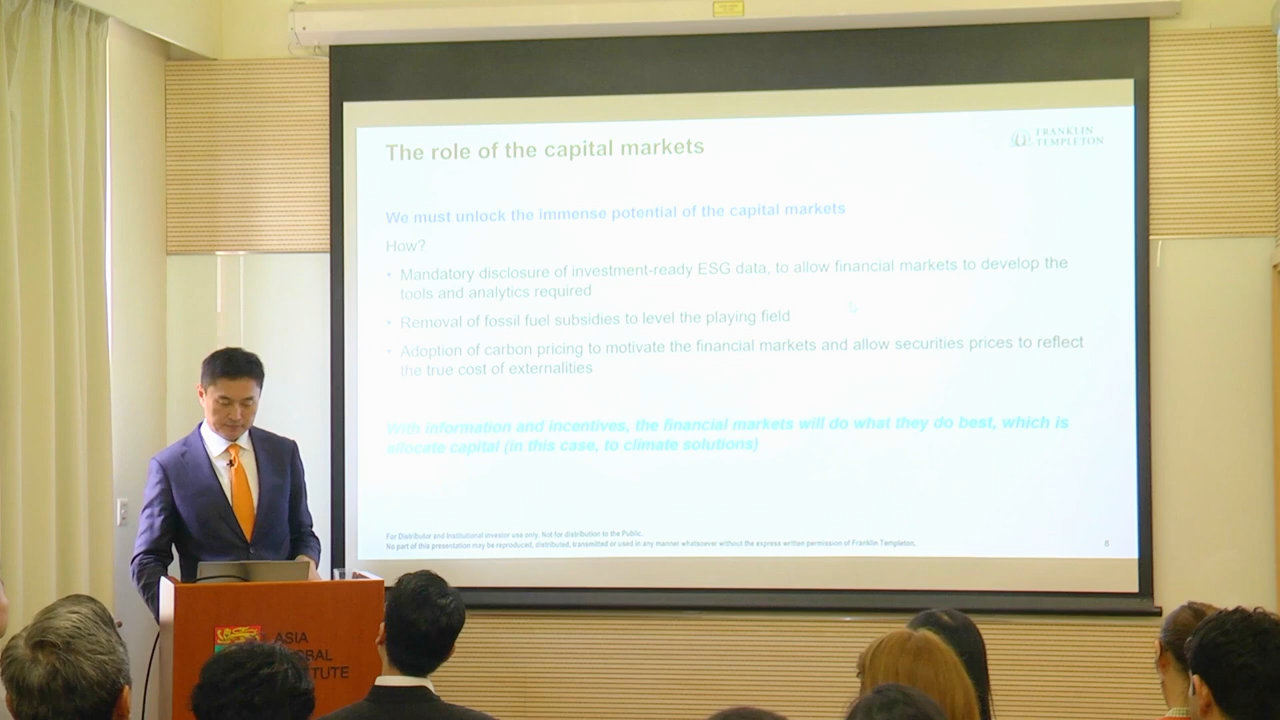 The role of the capital markets
FRANKLIN
TEMPLETON
We must unlock the immense potential of the capital markets
How?
• Mandatory disclosure of investment-ready ESG data, to allow financial markets to develop the
tools and analytics required
• Removal of fossil fuel subsidies to level the playing field
• Adoption of carbon pricing to motivate the financial markets and allow securities prices to reflect
the true cost of externalities
With information and incentives, the financial markets will do what they do best, which is
allocate capital (in this case, to climate solutions)
For Distributor and Institutional investor use only. Not for distribution to the Public.
No part of this presentation may be reproduced, distributed, transmitted or used in any manner whatsoever without the express written permission of Franklin Templeton.
8
ASIA
BAL
TUTE